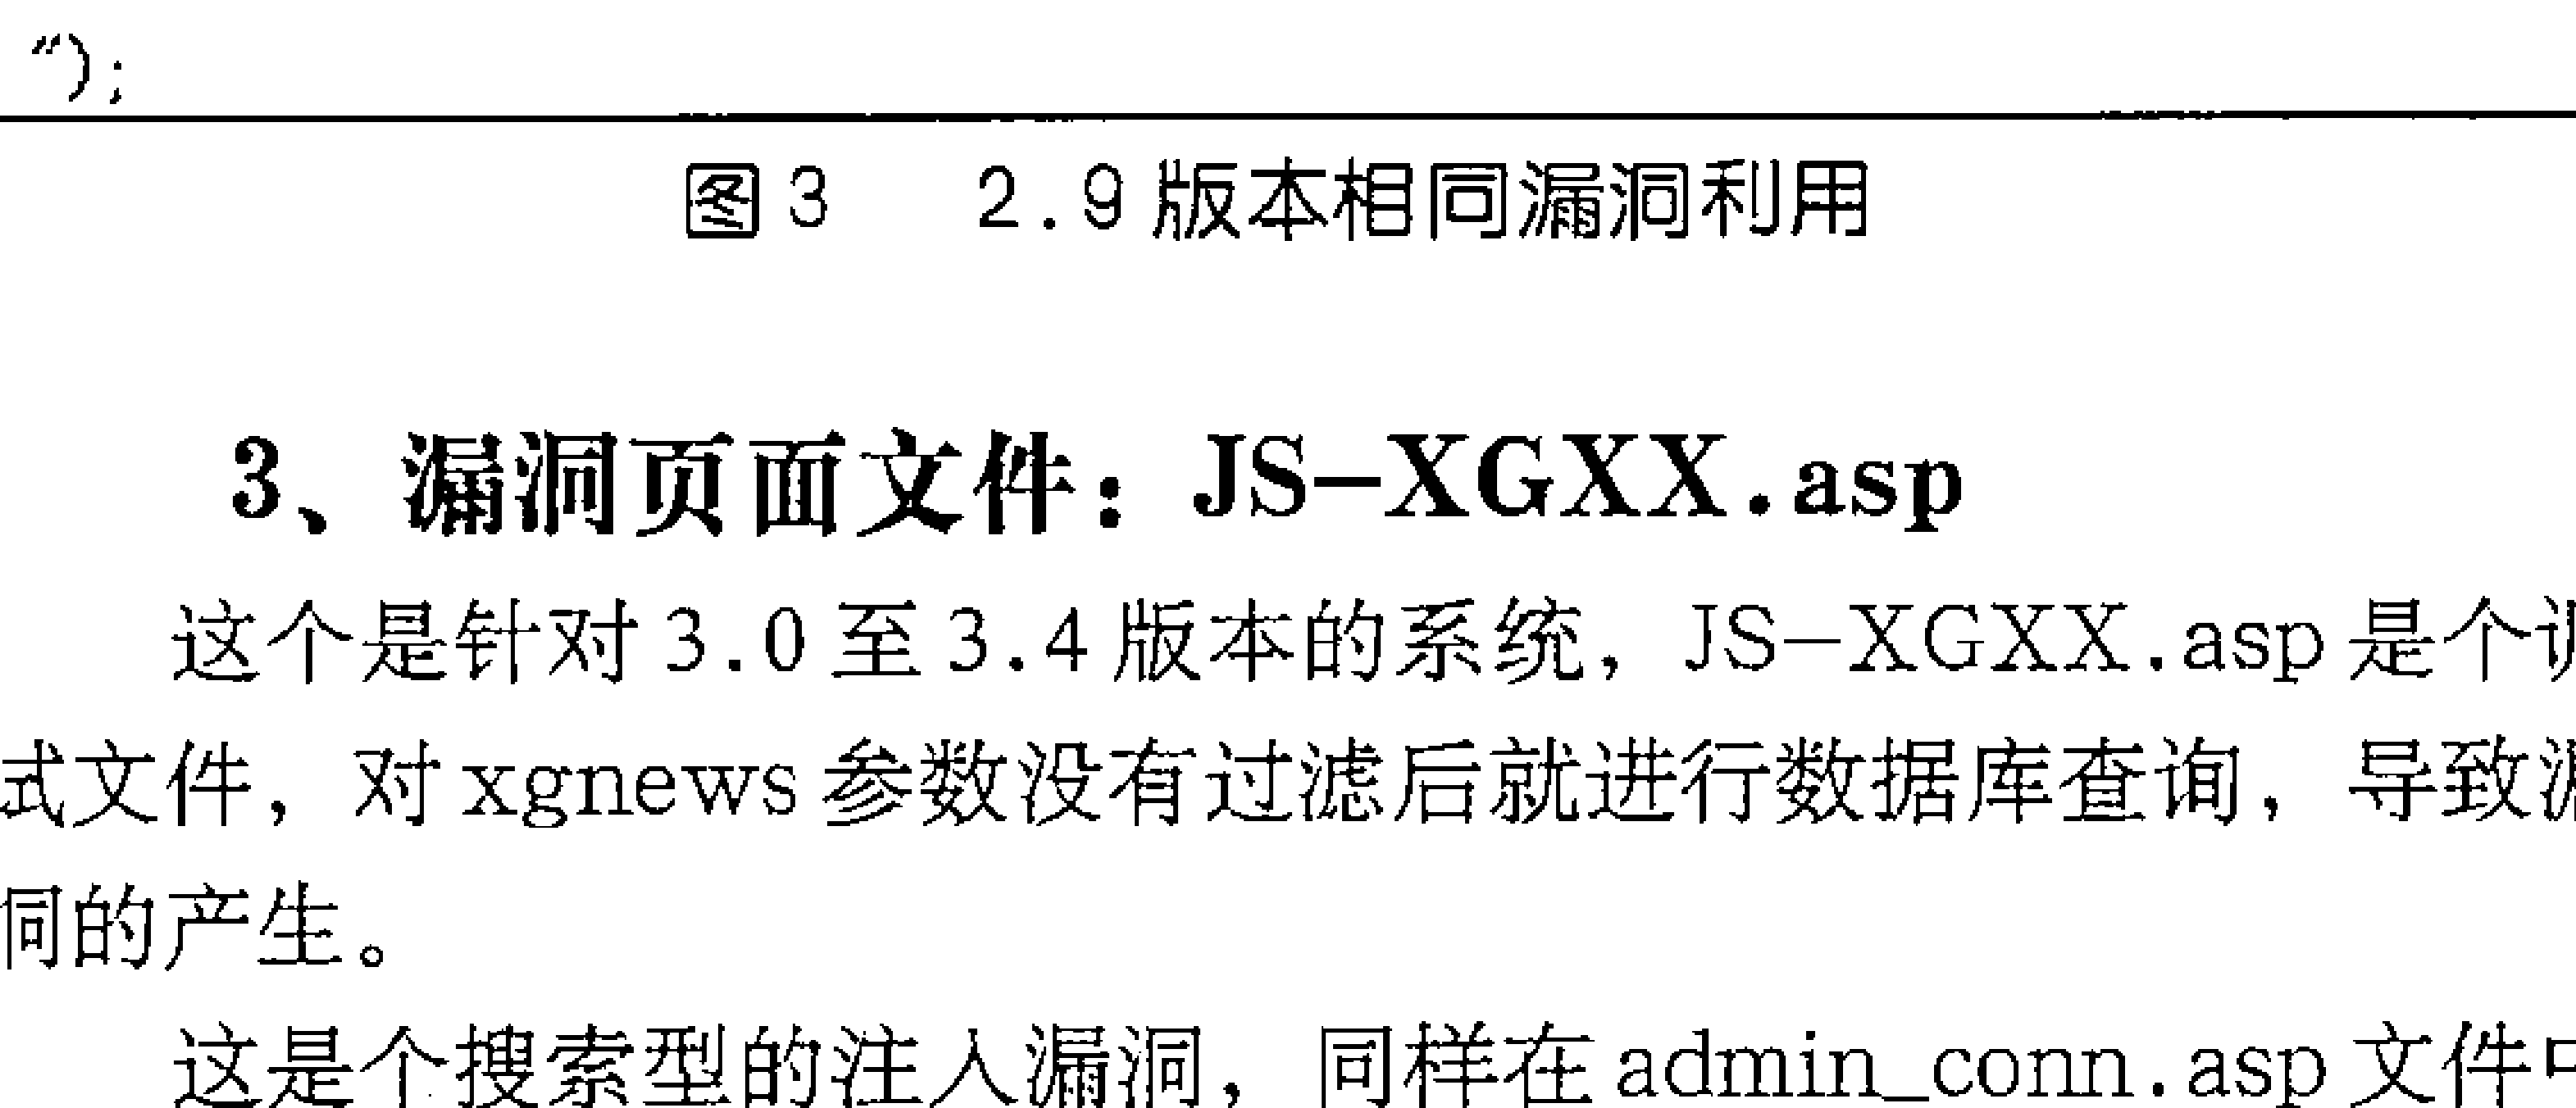 ");
图3 2.9版本相同漏洞利用
3、漏洞页面文件：JS-XGXX.asp
这个是针对3.0至3.4版本的系统，JS-XGXX.asp是个
式文件，对xgnews参数没有过滤后就进行数据库查询，导致
洞的产生。
这是个搜索型的注入漏洞，同样在admin_conn.asp文件